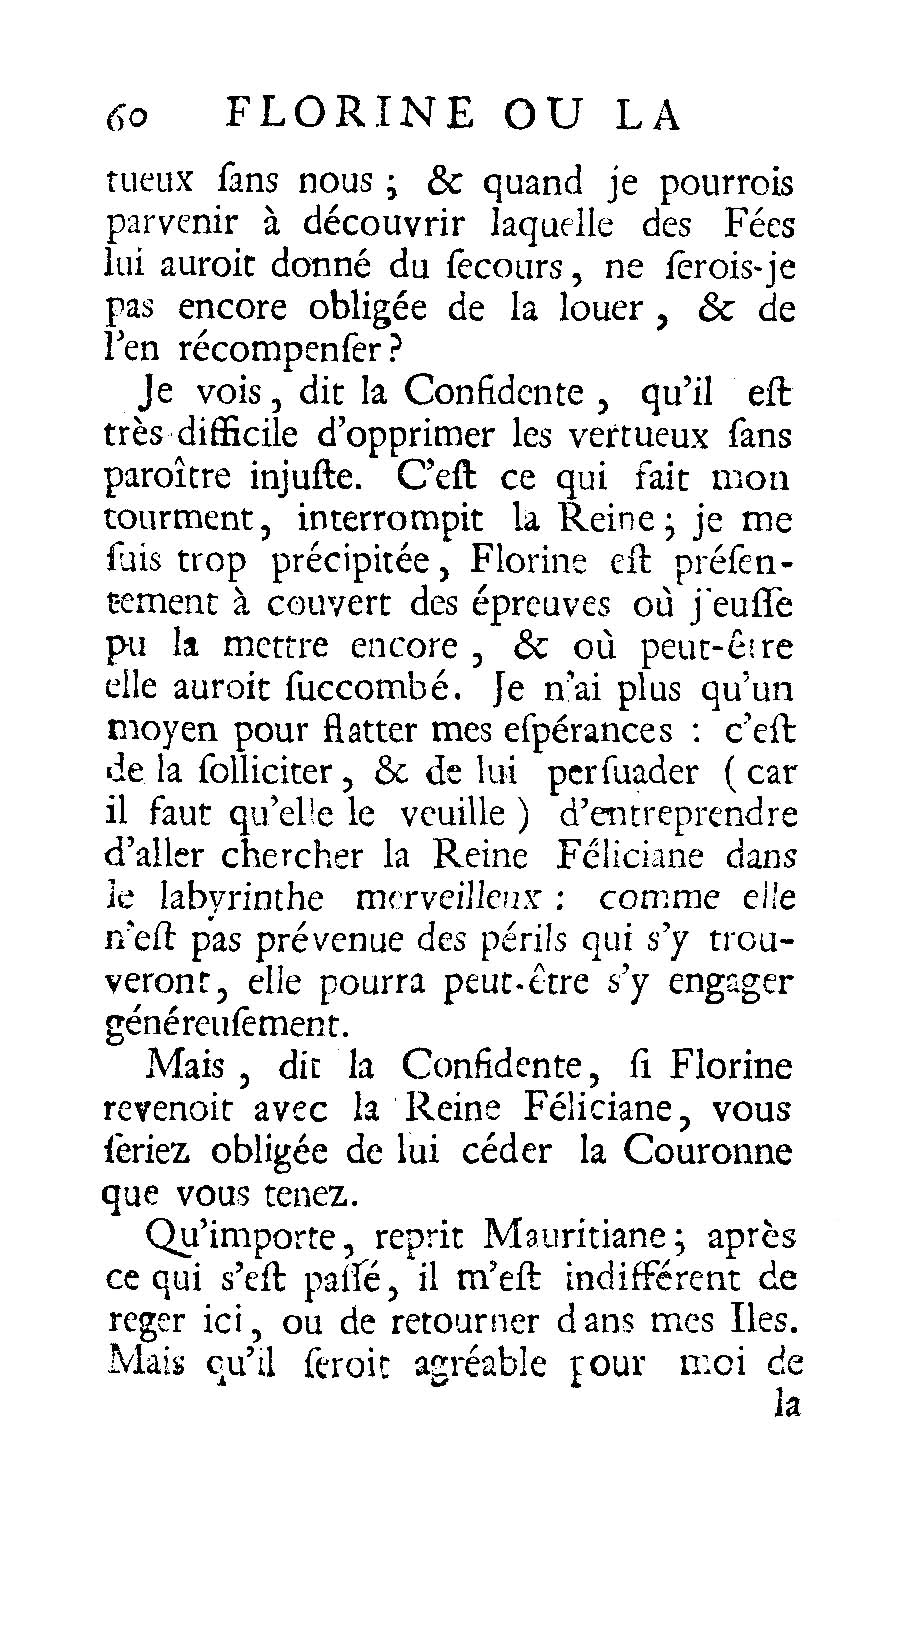 60 FLORINE OU LA
tueux ſans nous ; & quand je pourrois
parvenir à découvrir laquelle des Fées
lui auroit donné du ſecours, ne ſerois-je
pas encore obligée de la louer, & de
l'en récompenſer ?
Je vois, dit la Confidente, qu'il eſt
très difficile d'opprimer les vertueux ſans
paroître injuſte. C'eſt ce qui fait mon
tourment, interrompit la Reine ; je me
ſuis trop précipitée, Florine eſt préſen-
tement à couvert des épreuves où j'euſſe
pu la mettre encore, & où peut-être
elle auroit ſuccombé. Je n'ai plus qu'un
moyen pour flatter mes eſpérances : c'eſt
de la ſolliciter, & de lui perſuader ( car
il faut qu'elle le veuille ) d'entreprendre
d'aller chercher la Reine Féliciane dans
le labyrinthe merveilleux : comme elle
n'eſt pas prévenue des périls qui s'y trou-
veront, elle pourra peut-être s'y engager
généreuſement.
Mais, dit la Confidente, ſi Florine
revenoit avec la Reine Féliciane, vous
ſeriez obligée de lui céder la Couronne
que vous tenez.
Qu'importe, reprit Mauritiane ; après
ce qui s'eſt paſſé, il m'eſt indifférent de
reger ici, ou de retourner dans mes Iles.
Mais qu'il ſeroit agréable pour moi de
la